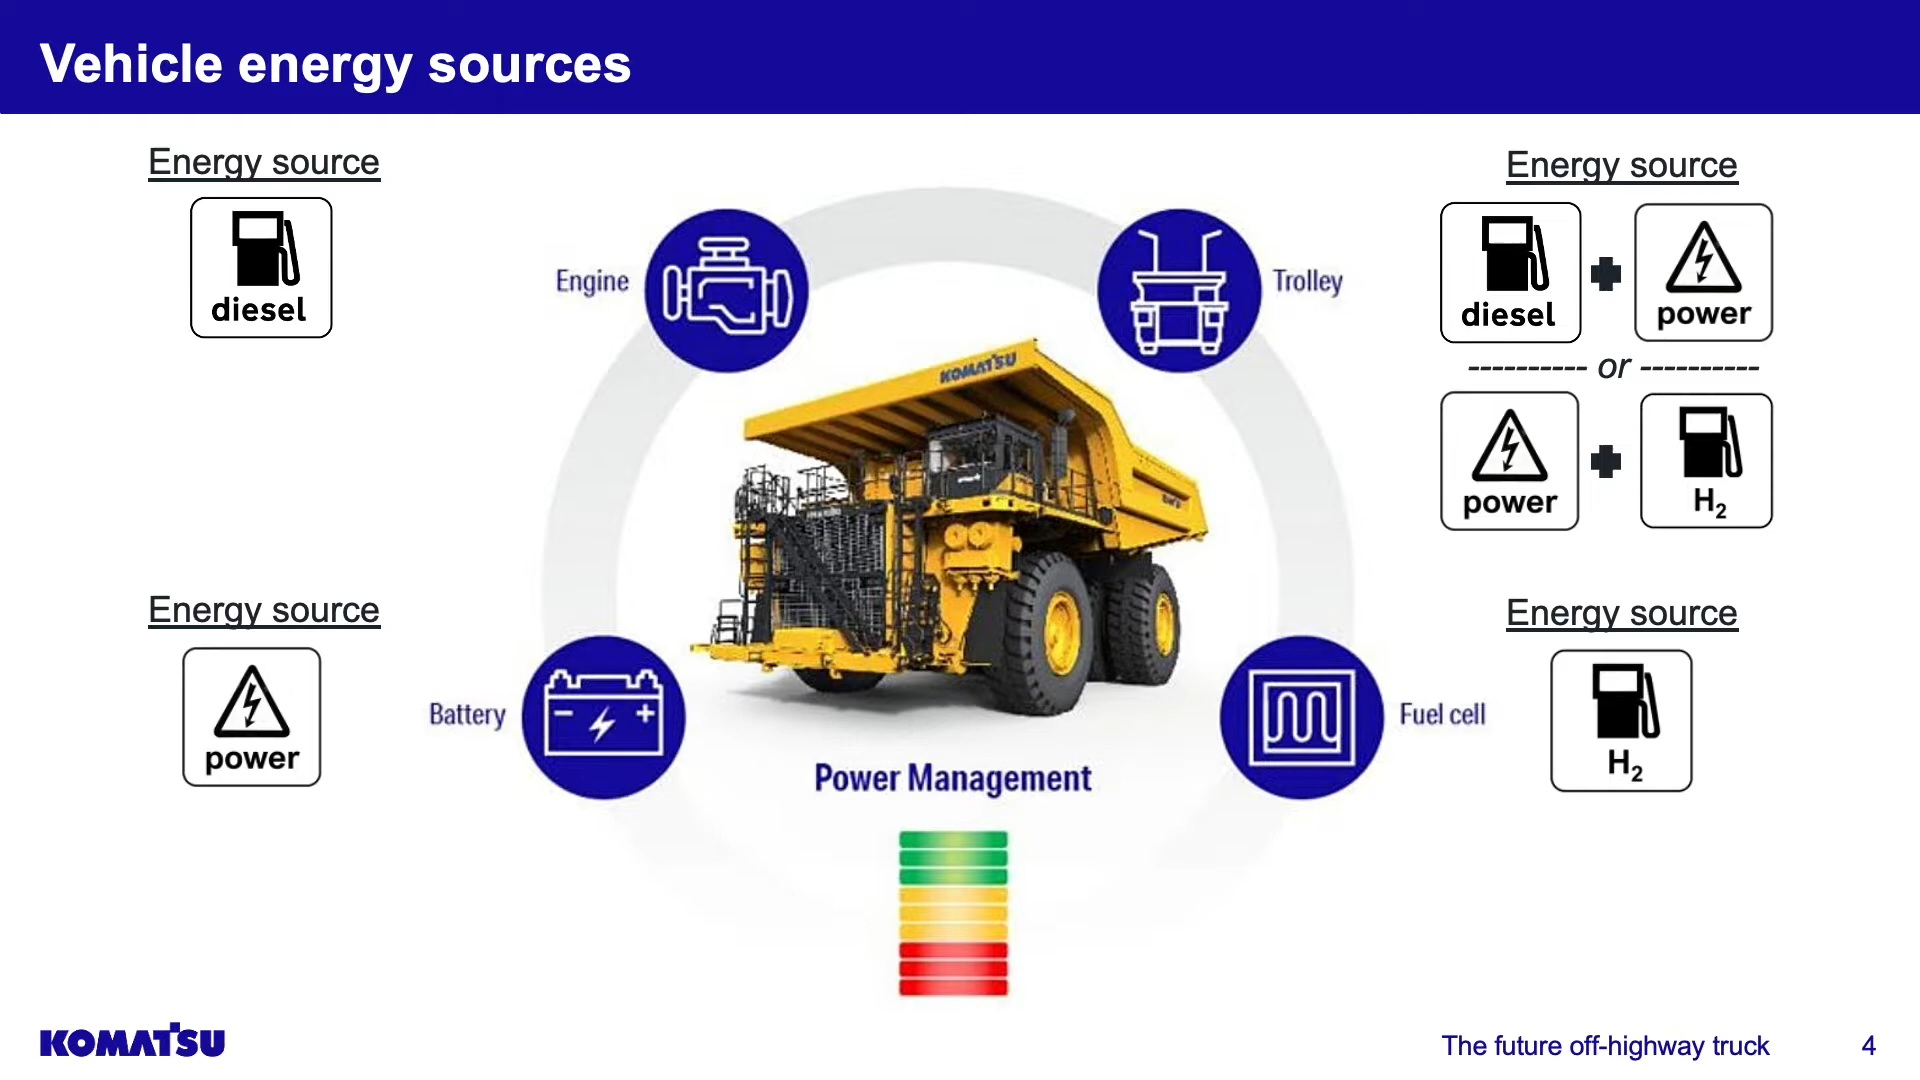 Vehicle energy sources
Energy source
diesel
Engine
Trolley
Energy source
diesel
power
---------- or ----------
power
H₂
KOMATSU
Energy source
power
Battery
Fuel cell
Energy source
H₂
Power Management
KOMATSU
The future off-highway truck
4